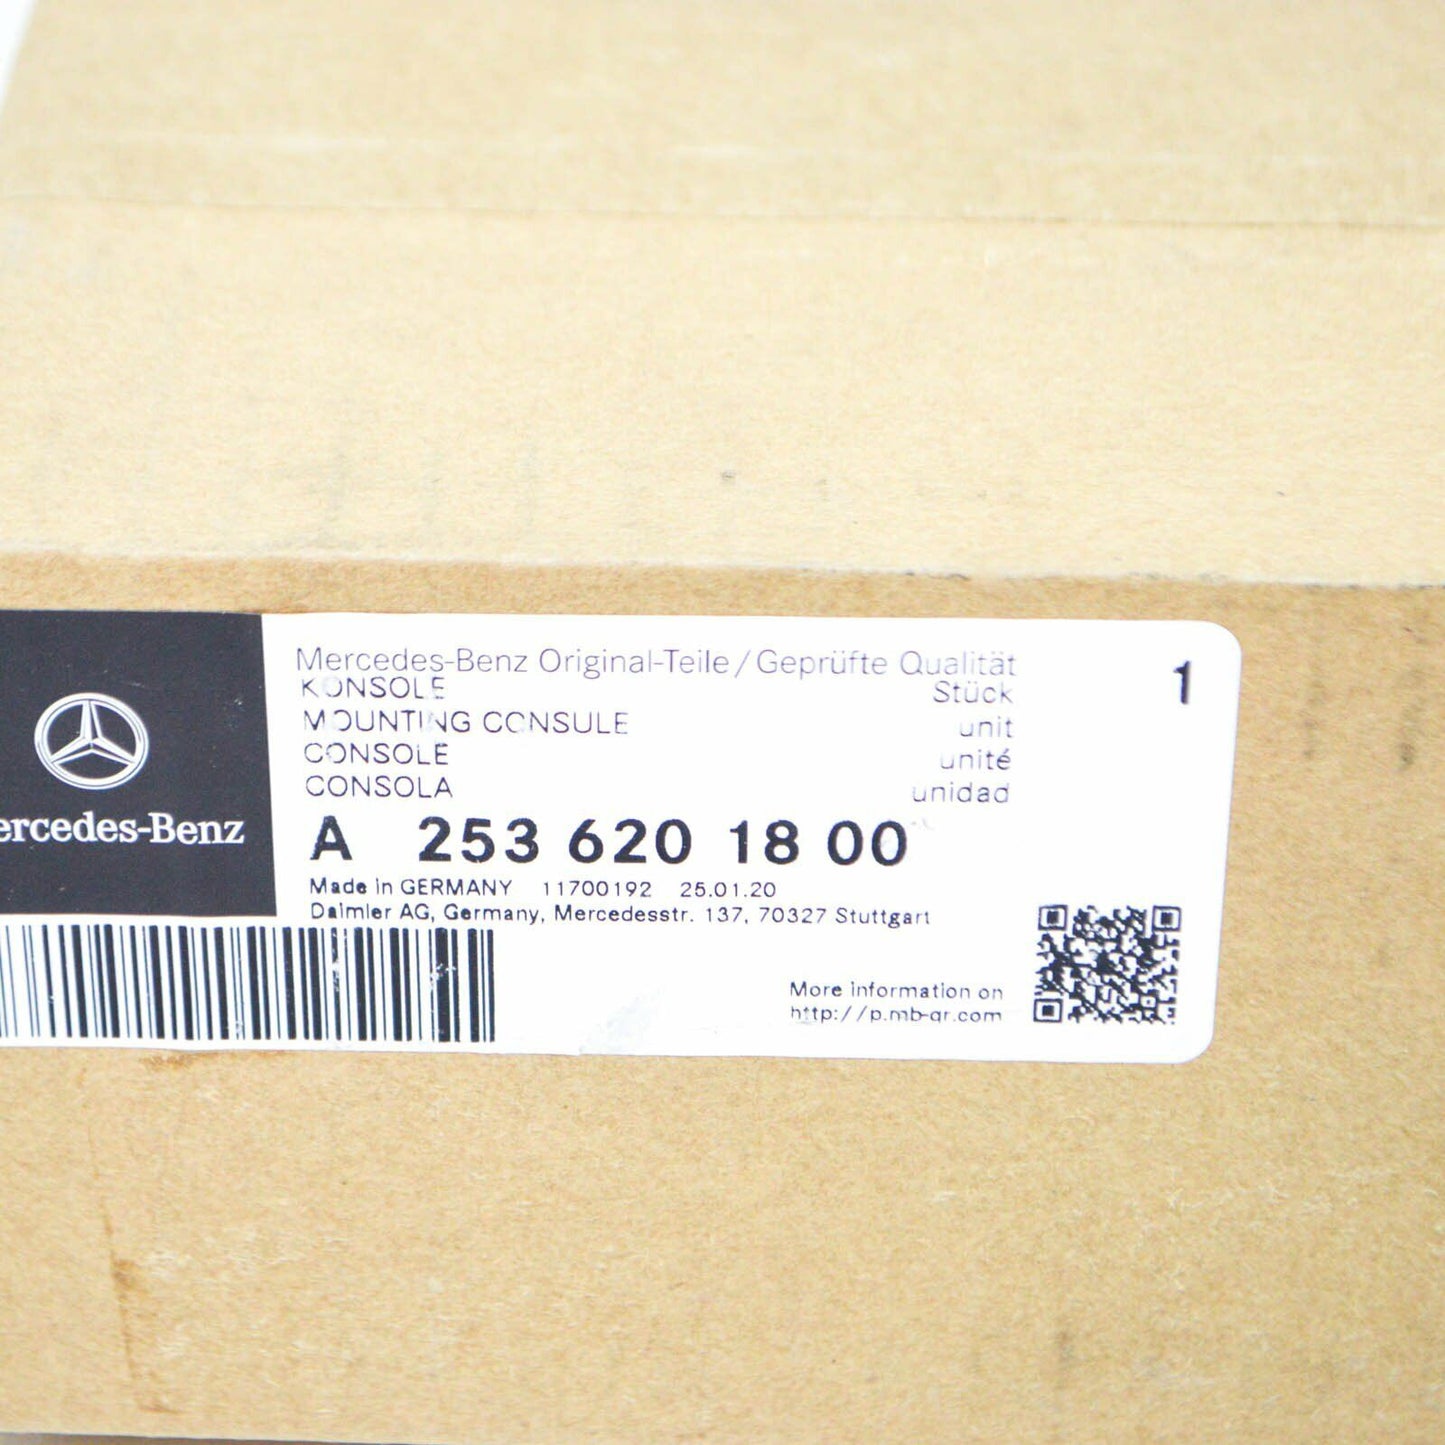 Mercedes-Benz Original-Teile/Geprüfte Qualität
1
KONSOLE Stück
MOUNTING CONSULE unit
CONSOLE unité
CONSOLA unidad
ercedes-Benz
A 253 620 18 00
Made in GERMANY 11700192 25.01.20
Daimler AG, Germany, Mercedesstr. 137, 70327 Stuttgart
More information on
http://p.mb-qr.com